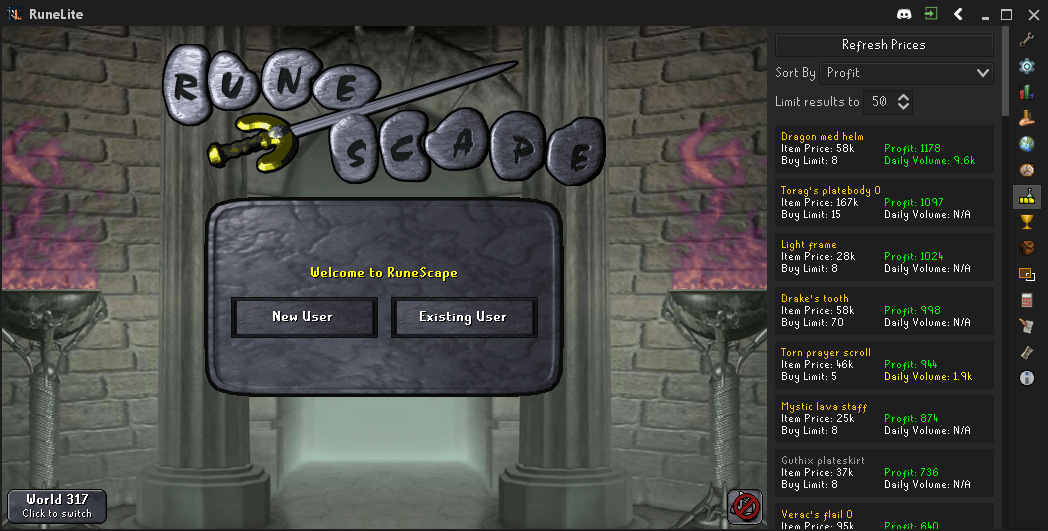 RuneLite
RUNE
SCAPE
Welcome to RuneScape
New User
Existing User
World 317
Click to switch
Refresh Prices
Sort By Profit
Limit results to 50
Dragon med helm
Item Price: 58k Profit: 1178
Buy Limit: 8 Daily Volume: 9.6k
Torag's platebody 0
Item Price: 167k Profit: 1097
Buy Limit: 15 Daily Volume: N/A
Light frame
Item Price: 28k Profit: 1024
Buy Limit: 8 Daily Volume: N/A
Drake's tooth
Item Price: 58k Profit: 998
Buy Limit: 70 Daily Volume: N/A
Torn prayer scroll
Item Price: 46k Profit: 944
Buy Limit: 5 Daily Volume: 1.9k
Mystic lava staff
Item Price: 25k Profit: 874
Buy Limit: 8 Daily Volume: N/A
Guthix plateskirt
Item Price: 37k Profit: 736
Buy Limit: 8 Daily Volume: N/A
Verac's flail 0
Item Price: 95k Profit: 640